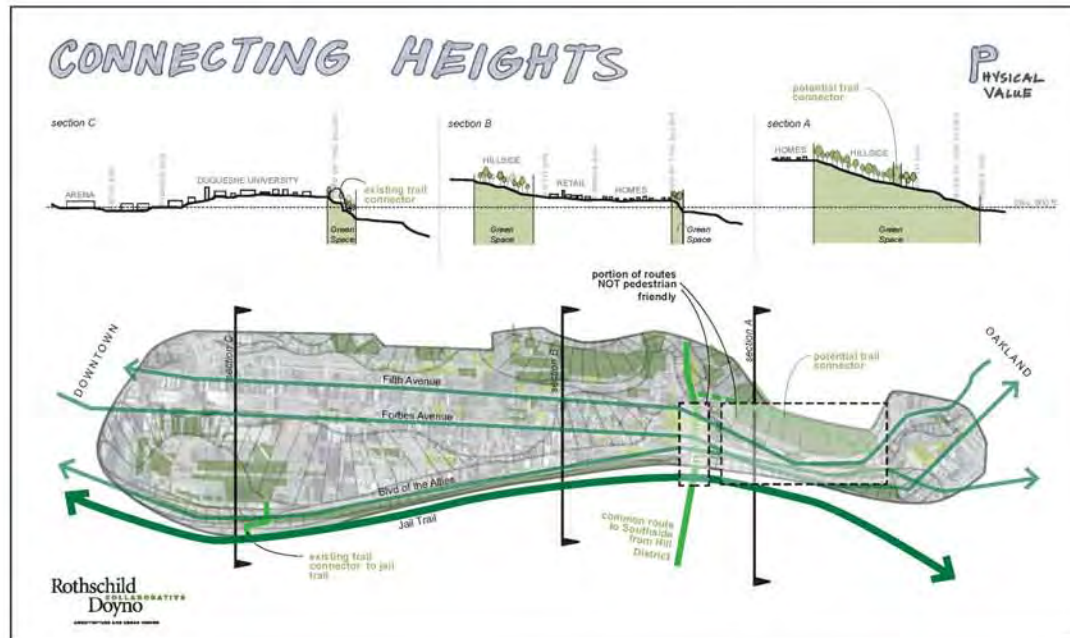 CONNECTING HEIGHTS
PHYSICAL
VALUE
section C
section B
section A
potential trail
connector
ARENA
DUQUESNE UNIVERSITY
existing trail
connector
Green
Space
HILLSIDE
RETAIL
HOMES
Green
Space
Green
Space
HOMES
HILLSIDE
Green
Space
portion of routes
NOT pedestrian
friendly
DOWNTOWN
section C
section B
section A
OAKLAND
potential trail
connector
Fifth Avenue
Forbes Avenue
Blvd of the Allies
Jail Trail
existing trail
connector to jail
trail
common route
to Southside
from Hill
District
Rothschild
COLLABORATIVE
Doyno